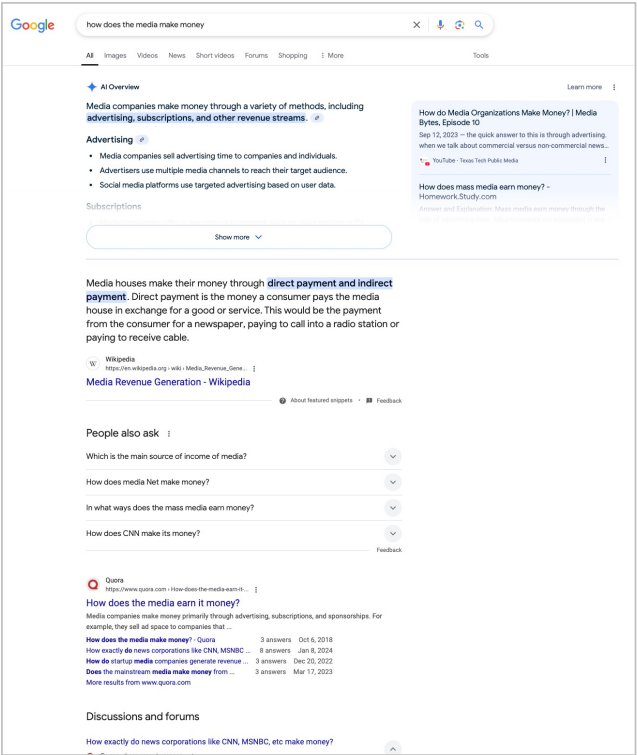 Google
how does the media make money
All Images Videos News Short videos Forums Shopping More Tools
AI Overview
Learn more
Media companies make money through a variety of methods, including
advertising, subscriptions, and other revenue streams.
Advertising
• Media companies sell advertising time to companies and individuals.
• Advertisers use multiple media channels to reach their target audience.
• Social media platforms use targeted advertising based on user data.
Subscriptions
Show more
How do Media Organizations Make Money? | Media
Bytes, Episode 10
Sep 12, 2023 — the quick answer to this is through advertising.
when we talk about commercial versus non-commercial news...
YouTube · Texas Tech Public Media
How does mass media earn money? -
Homework.Study.com
Answer and Explanation: Mass media earn money through the
Media houses make their money through direct payment and indirect
payment. Direct payment is the money a consumer pays the media
house in exchange for a good or service. This would be the payment
from the consumer for a newspaper, paying to call into a radio station or
paying to receive cable.
W
Wikipedia
https://en.wikipedia.org › wiki › Media_Revenue_Gene...
Media Revenue Generation - Wikipedia
About featured snippets • Feedback
People also ask
Which is the main source of income of media?
How does media Net make money?
In what ways does the mass media earn money?
How does CNN make its money?
Feedback
Quora
https://www.quora.com › How-does-the-media-earn-it-...
How does the media earn it money?
Media companies make money primarily through advertising, subscriptions, and sponsorships. For
example, they sell ad space to companies that ...
How does the media make money? - Quora 3 answers Oct 6, 2018
How exactly do news corporations like CNN, MSNBC ... 8 answers Jan 8, 2024
How do startup media companies generate revenue ... 3 answers Dec 20, 2022
Does the mainstream media make money from ... 3 answers Mar 17, 2023
More results from www.quora.com
Discussions and forums
How exactly do news corporations like CNN, MSNBC, etc make money?